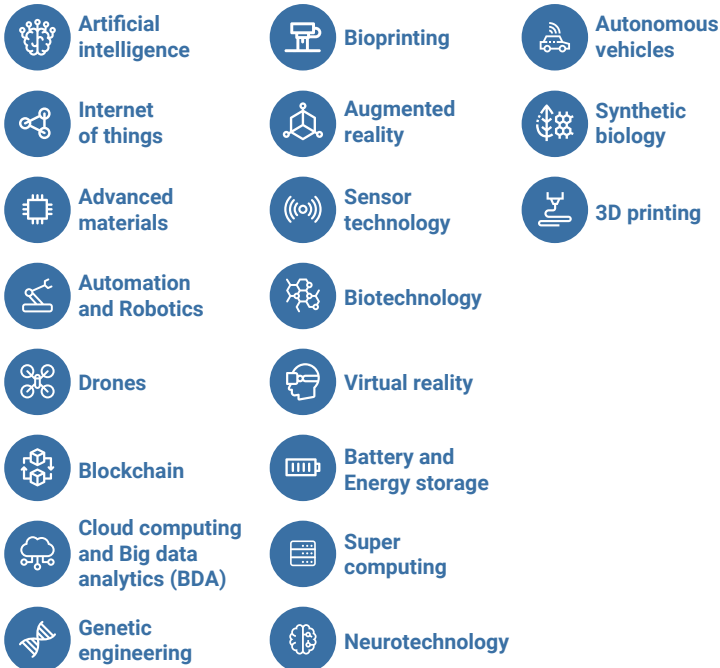 Artificial
intelligence
Internet
of things
Advanced
materials
Automation
and Robotics
Drones
Blockchain
Cloud computing
and Big data
analytics (BDA)
Genetic
engineering
Bioprinting
Augmented
reality
Sensor
technology
Biotechnology
Virtual reality
Battery and
Energy storage
Super
computing
Neurotechnology
Autonomous
vehicles
Synthetic
biology
3D printing